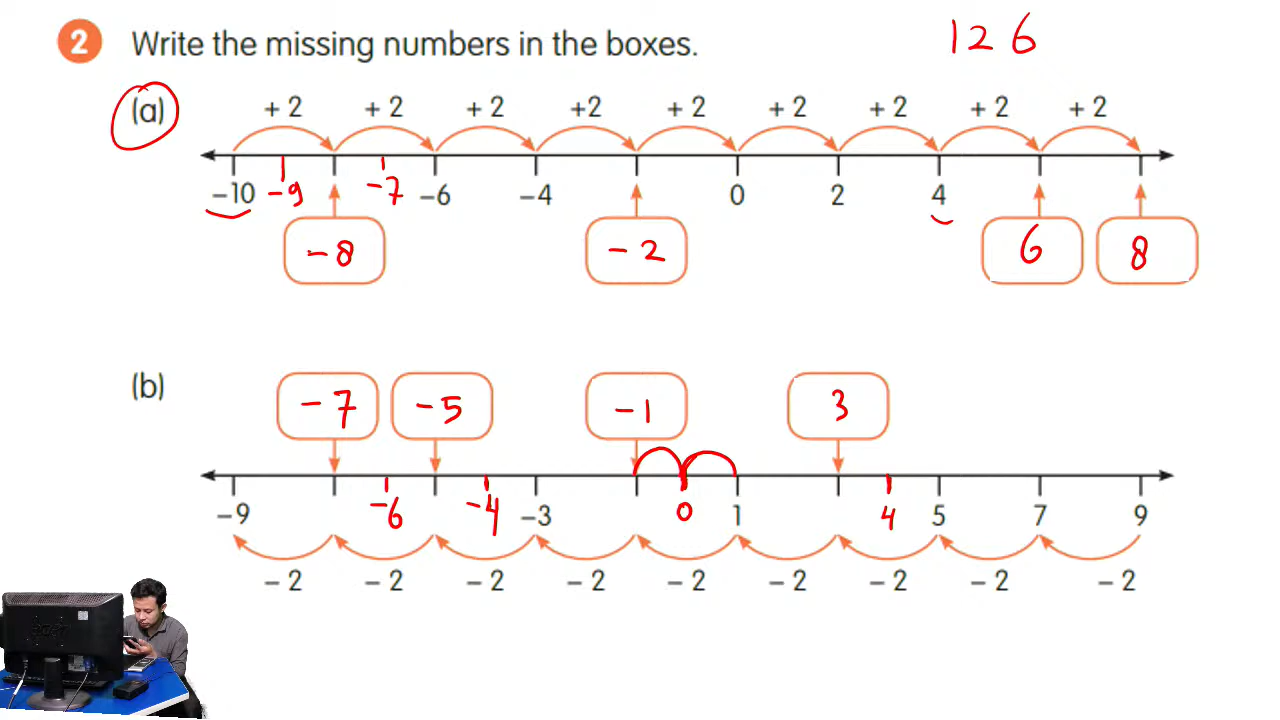 2 Write the missing numbers in the boxes. 126
(a) + 2 + 2 + 2 +2 + 2 + 2 + 2 + 2 + 2
-10 -9 -7 -6 -4 0 2 4
-8 -2 6 8
(b) -7 -5 -1 3
-9 -6 -4 -3 0 1 4 5 7 9
- 2 - 2 - 2 - 2 - 2 - 2 - 2 - 2 - 2
acer